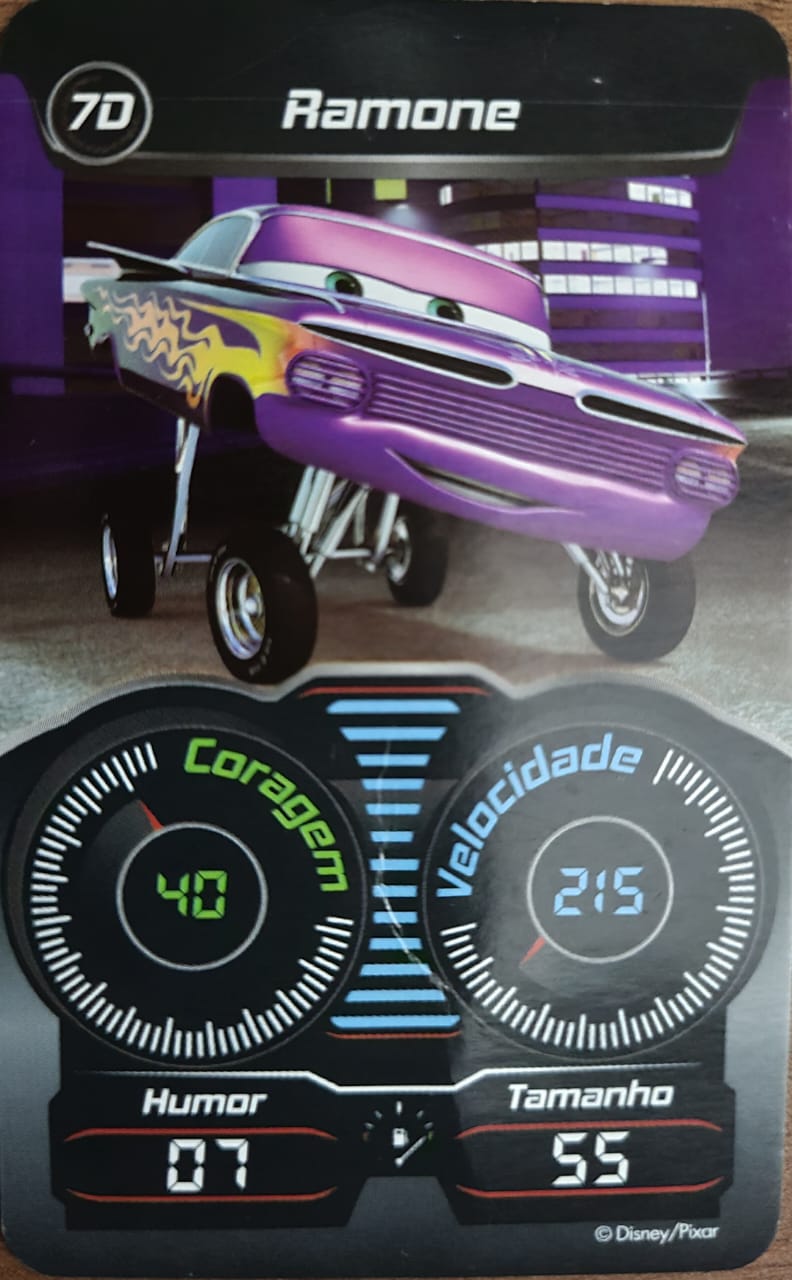 7D
Ramone
Coragem
Velocidade
40
215
Humor
Tamanho
07
55
© Disney/Pixar